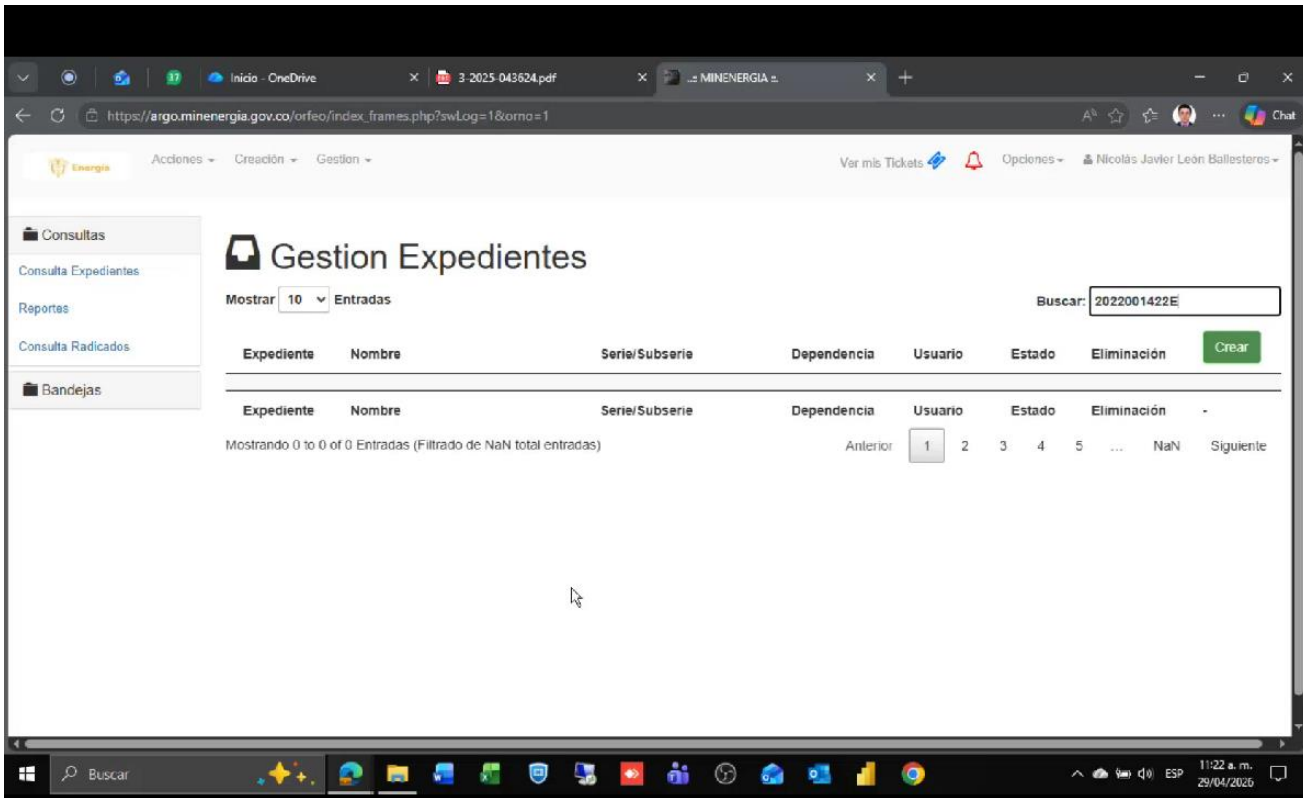 Inicio - OneDrive
3-2025-043624.pdf
..:: MINENERGIA ::.
https://argo.minenergia.gov.co/orfeo/index_frames.php?swLog=1&orno=1
Chat
Energía
Acciones
Creación
Gestion
Ver mis Tickets
Opciones
Nicolás Javier León Ballesteros
Consultas
Consulta Expedientes
Reportes
Consulta Radicados
Bandejas
Gestion Expedientes
Mostrar 10 Entradas
Buscar: 2022001422E
Expediente Nombre Serie/Subserie Dependencia Usuario Estado Eliminación Crear
Expediente Nombre Serie/Subserie Dependencia Usuario Estado Eliminación -
Mostrando 0 to 0 of 0 Entradas (Filtrado de NaN total entradas)
Anterior 1 2 3 4 5 ... NaN Siguiente
Buscar
ESP
11:22 a. m.
29/04/2026